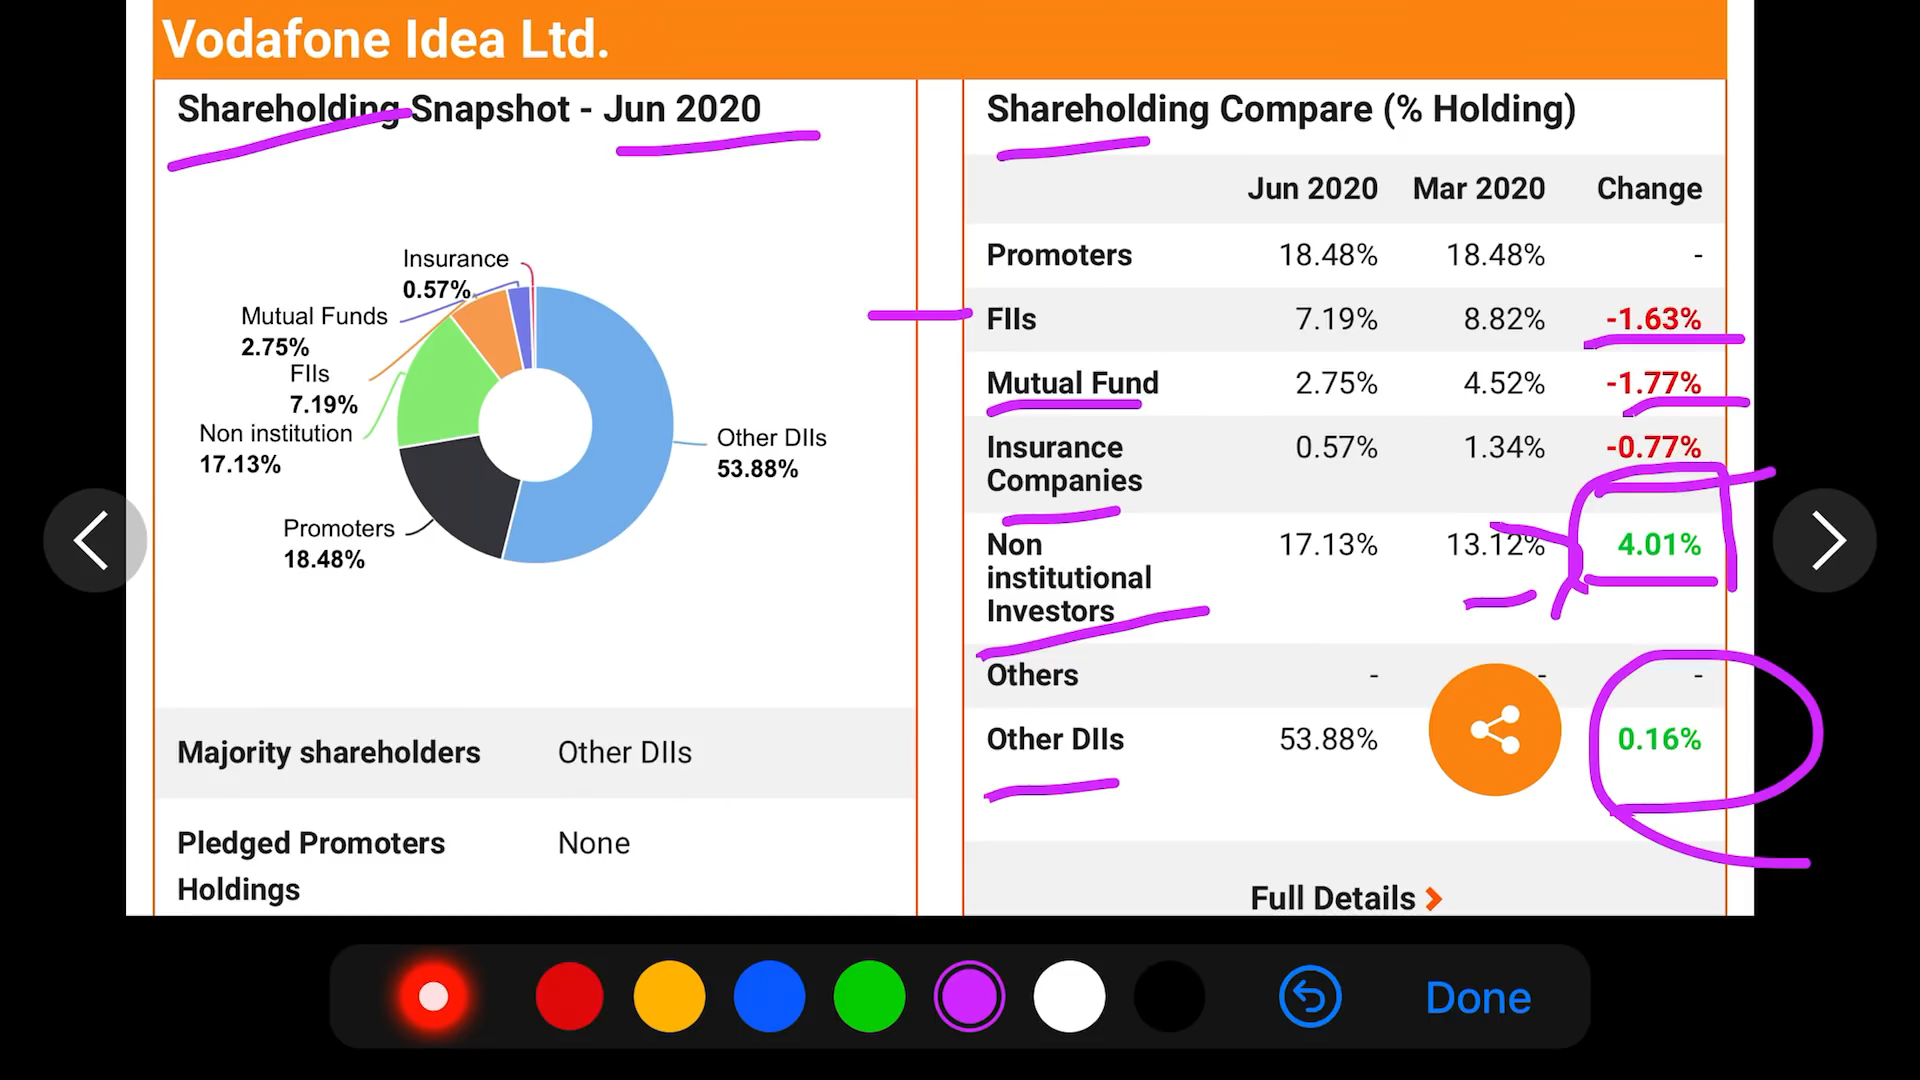 Vodafone Idea Ltd.
Shareholding Snapshot - Jun 2020
Insurance
0.57%
Mutual Funds
2.75%
FIIs
7.19%
Non institution
17.13%
Other DIIs
53.88%
Promoters
18.48%
Majority shareholders Other DIIs
Pledged Promoters None
Holdings
Shareholding Compare (% Holding)
Jun 2020 Mar 2020 Change
Promoters 18.48% 18.48% -
FIIs 7.19% 8.82% -1.63%
Mutual Fund 2.75% 4.52% -1.77%
Insurance 0.57% 1.34% -0.77%
Companies
Non 17.13% 13.12% 4.01%
institutional
Investors
Others - - -
Other DIIs 53.88% 0.16%
Full Details
Done